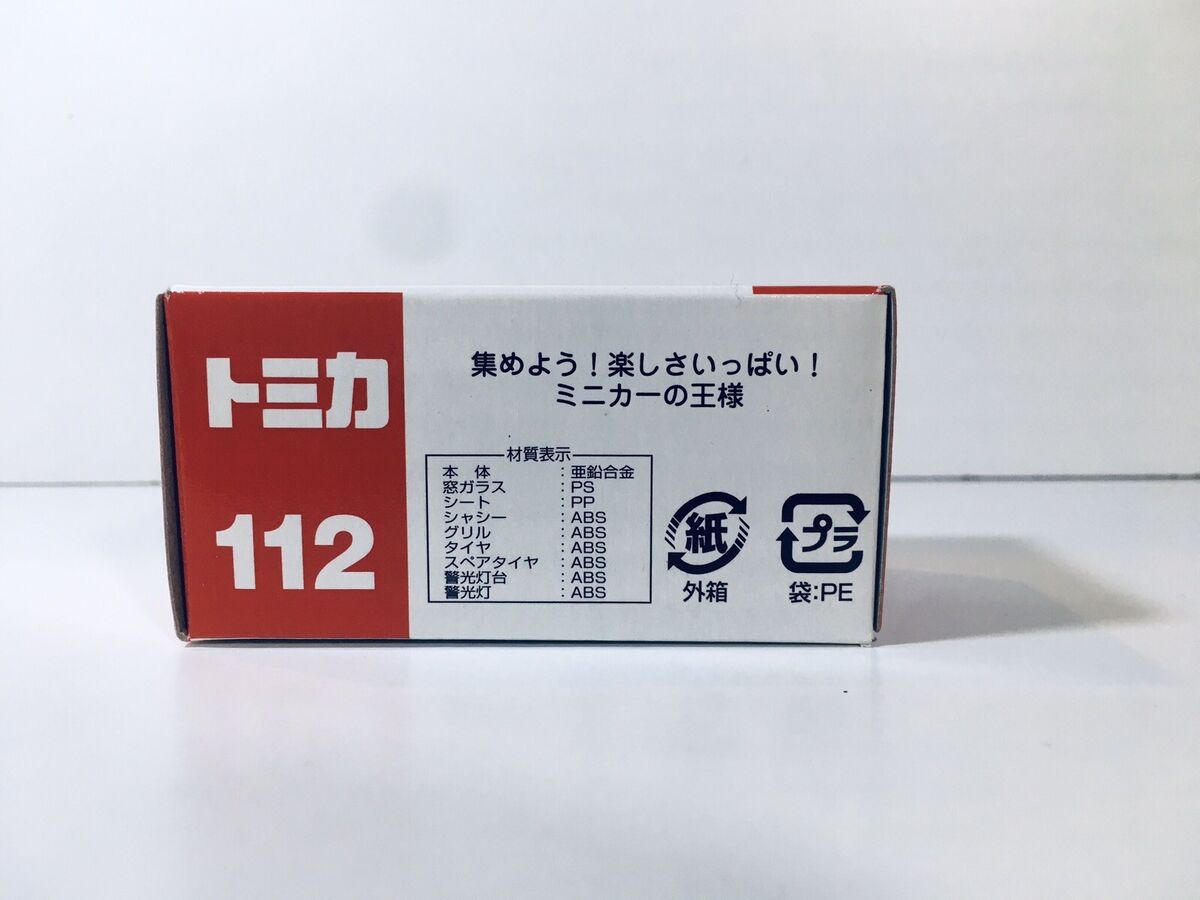 トミカ
112
集めよう！楽しさいっぱい！
ミニカーの王様
材質表示
本体：亜鉛合金
窓ガラス：PS
シート：PP
シャシー：ABS
グリル：ABS
タイヤ：ABS
スペアタイヤ：ABS
警光灯台：ABS
警光灯：ABS
紙
外箱
プラ
袋：PE